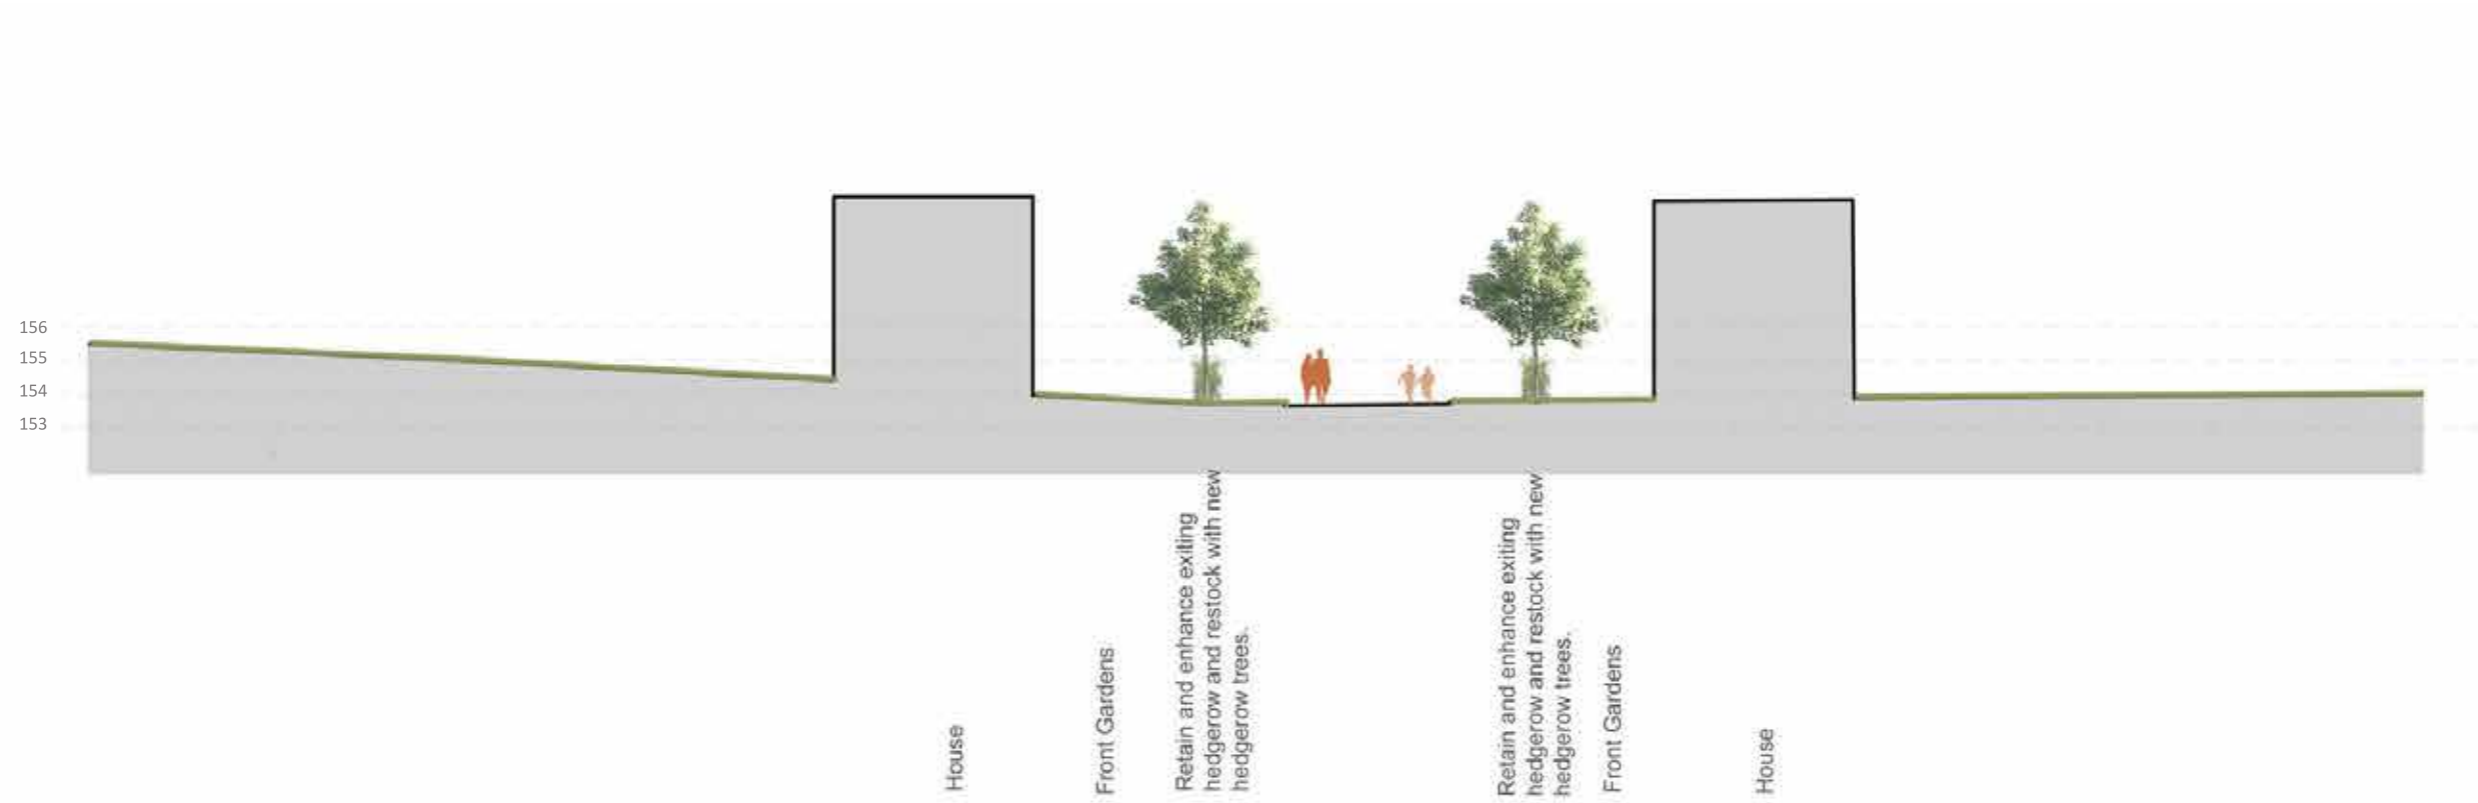 156
155
154
153
House
Front Gardens
Retain and enhance exiting
hedgerow and restock with new
hedgerow trees.
Retain and enhance exiting
hedgerow and restock with new
hedgerow trees.
Front Gardens
House